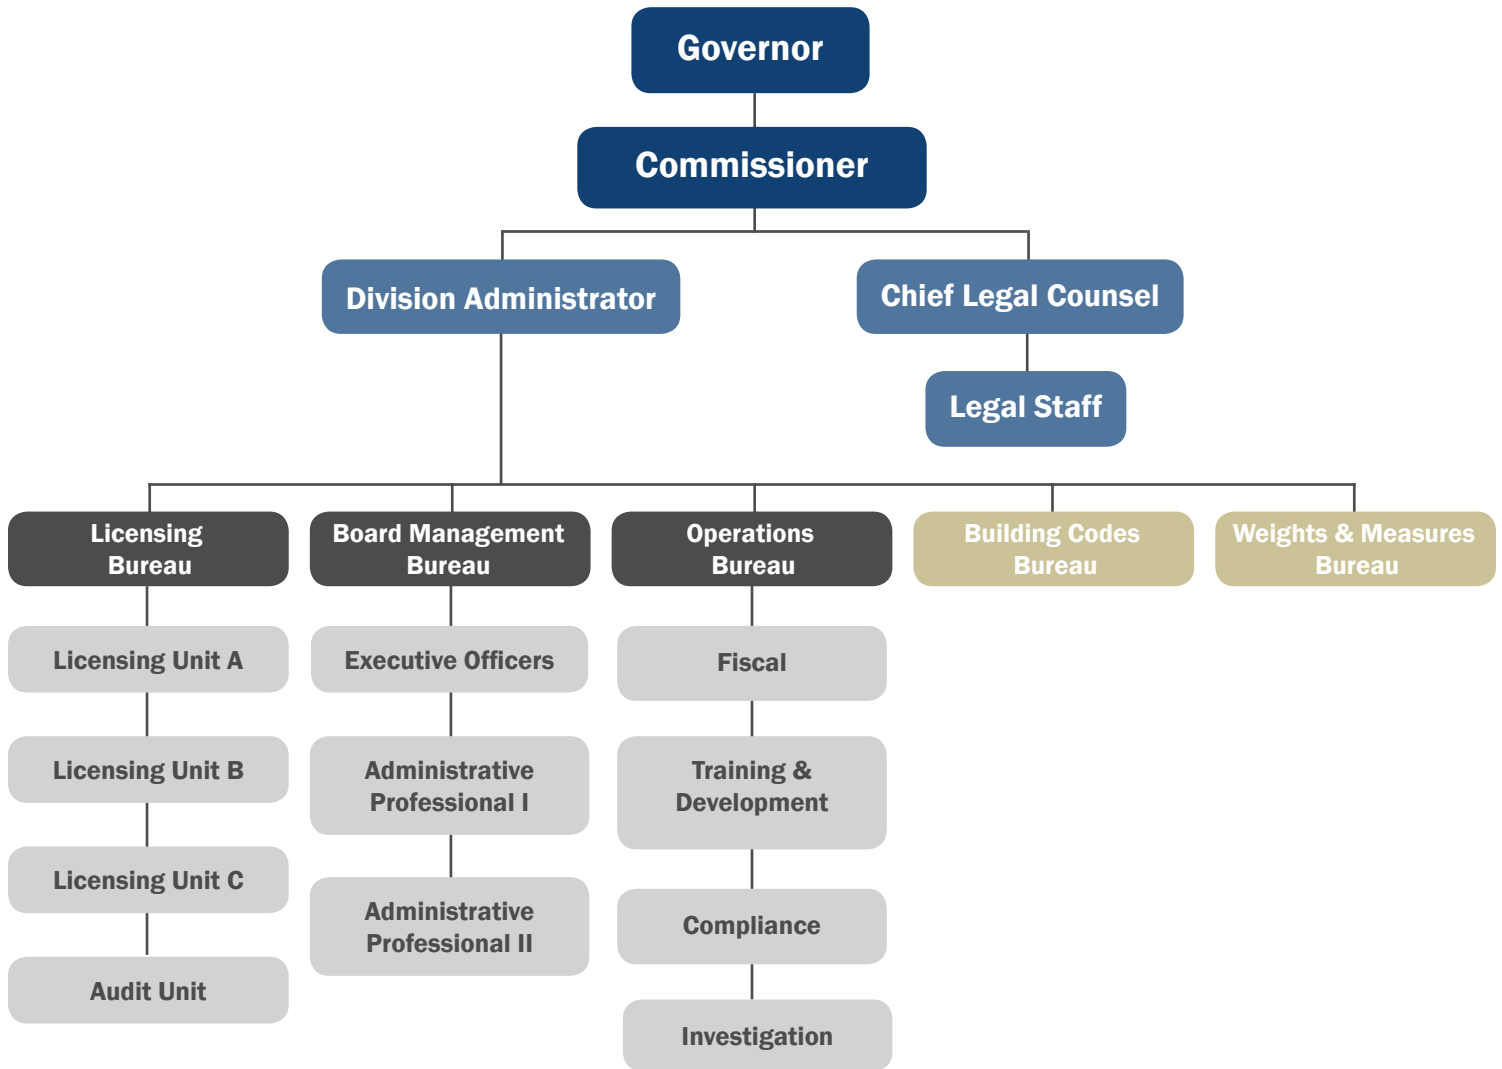 Governor
Commissioner
Division Administrator
Chief Legal Counsel
Legal Staff
Licensing
Bureau
Board Management
Bureau
Operations
Bureau
Building Codes
Bureau
Weights & Measures
Bureau
Licensing Unit A
Licensing Unit B
Licensing Unit C
Audit Unit
Executive Officers
Administrative
Professional I
Administrative
Professional II
Fiscal
Training &
Development
Compliance
Investigation